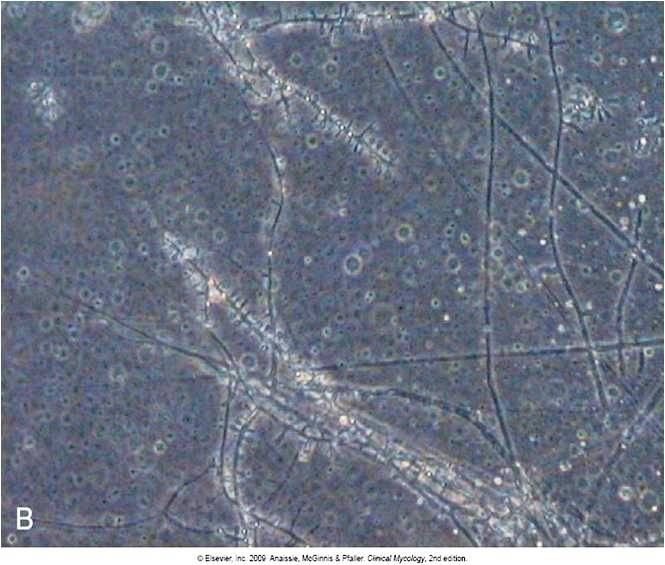 B
© Elsevier, Inc. 2009. Anaissie, McGinnis & Pfaller. Clinical Mycology, 2nd edition.